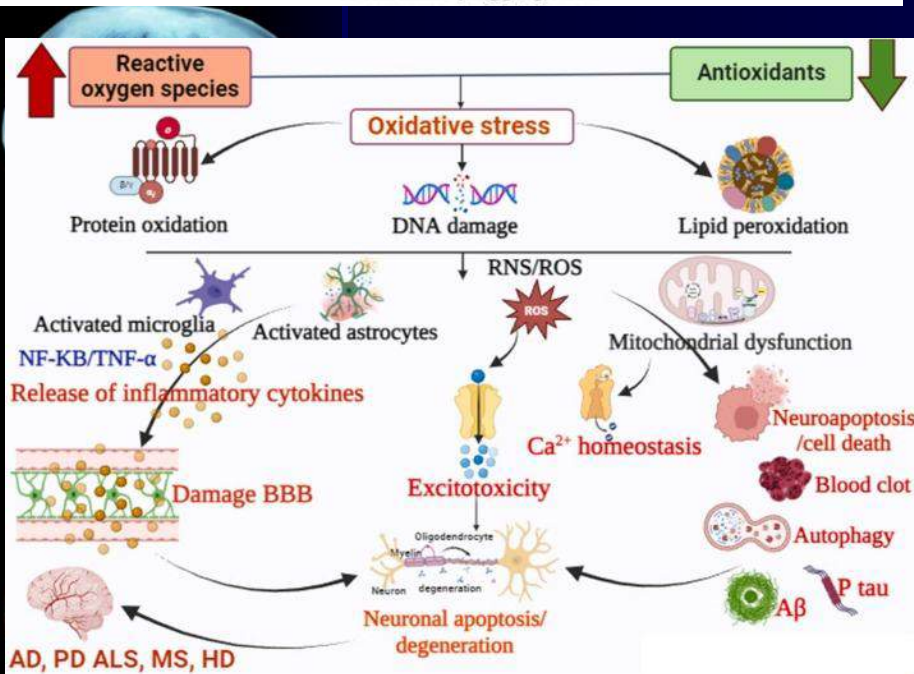 Reactive
oxygen species
Antioxidants
Oxidative stress
Protein oxidation
DNA damage
Lipid peroxidation
RNS/ROS
ROS
Activated microglia
Activated astrocytes
Mitochondrial dysfunction
NF-KB/TNF-α
Release of inflammatory cytokines
Neuroapoptosis
/cell death
Ca²⁺ homeostasis
Damage BBB
Excitotoxicity
Blood clot
Autophagy
Oligodendrocyte
Myelin
Neuron
degeneration
Aβ
P tau
Neuronal apoptosis/
degeneration
AD, PD ALS, MS, HD